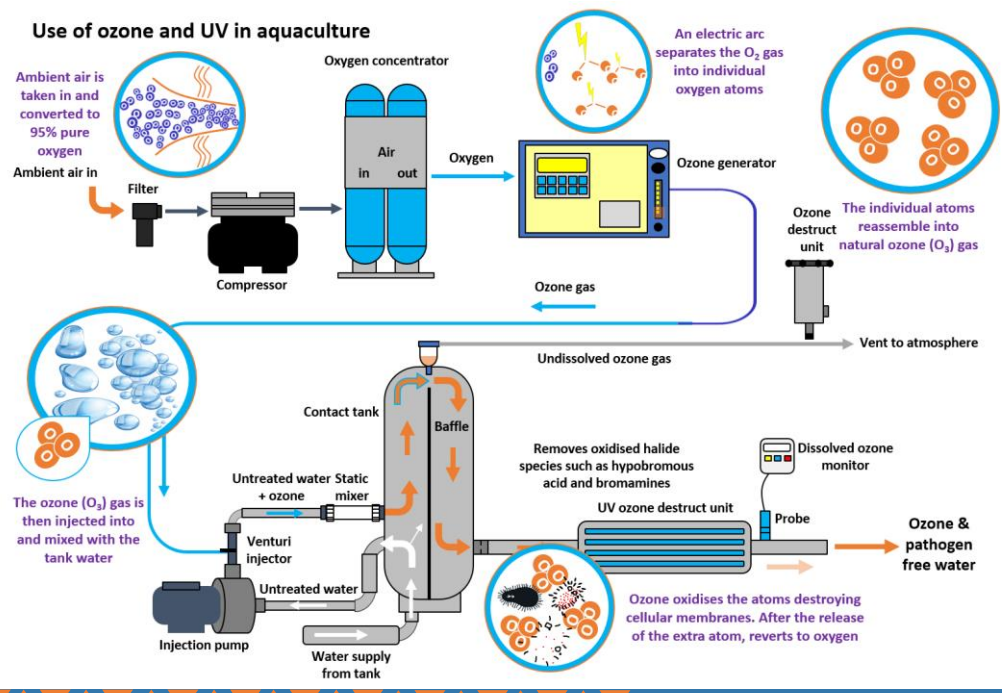 Use of ozone and UV in aquaculture
Ambient air is
taken in and
converted to
95% pure
oxygen
Ambient air in
Filter
Compressor
Oxygen concentrator
Air
in out
Oxygen
An electric arc
separates the O₂ gas
into individual
oxygen atoms
Ozone generator
The individual atoms
reassemble into
natural ozone (O₃) gas
Ozone
destruct
unit
Ozone gas
Undissolved ozone gas
Vent to atmosphere
Contact tank
Baffle
The ozone (O₃) gas is
then injected into
and mixed with the
tank water
Untreated water
+ ozone
Static
mixer
Venturi
injector
Untreated water
Injection pump
Water supply
from tank
Removes oxidised halide
species such as hypobromous
acid and bromamines
UV ozone destruct unit
Dissolved ozone
monitor
Probe
Ozone &
pathogen
free water
Ozone oxidises the atoms destroying
cellular membranes. After the release
of the extra atom, reverts to oxygen